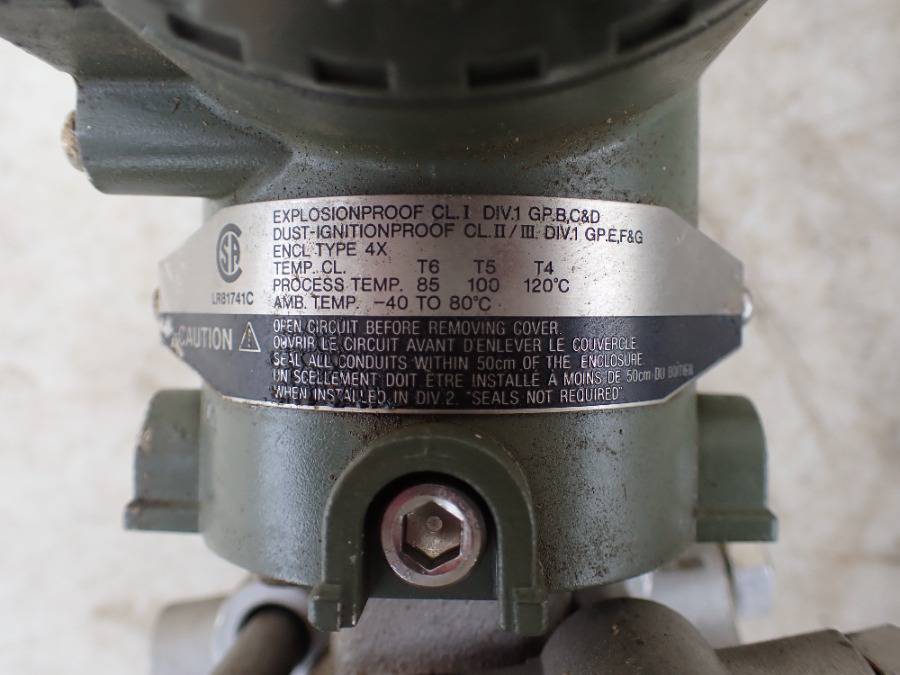 EXPLOSIONPROOF CL.I DIV.1 GP.B,C&D
DUST-IGNITIONPROOF CL.II/III DIV.1 GP.E,F&G
ENCL TYPE 4X
TEMP. CL. T6 T5 T4
PROCESS TEMP. 85 100 120°C
AMB. TEMP. -40 TO 80°C
SA
LR81741C
CAUTION
OPEN CIRCUIT BEFORE REMOVING COVER.
OUVRIR LE CIRCUIT AVANT D'ENLEVER LE COUVERCLE
SEAL ALL CONDUITS WITHIN 50cm OF THE ENCLOSURE
UN SCELLEMENT DOIT ÊTRE INSTALLÉ À MOINS DE 50cm DU BOÎTIER
WHEN INSTALLED IN DIV.2, "SEALS NOT REQUIRED"